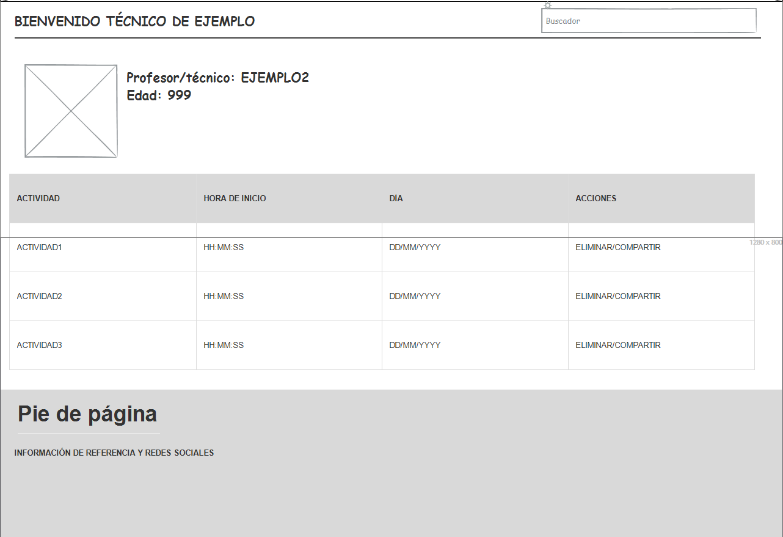 BIENVENIDO TÉCNICO DE EJEMPLO
Buscador
Profesor/técnico: EJEMPLO2
Edad: 999
ACTIVIDAD HORA DE INICIO DÍA ACCIONES
1280 x 800
ACTIVIDAD1 HH:MM:SS DD/MM/YYYY ELIMINAR/COMPARTIR
ACTIVIDAD2 HH:MM:SS DD/MM/YYYY ELIMINAR/COMPARTIR
ACTIVIDAD3 HH:MM:SS DD/MM/YYYY ELIMINAR/COMPARTIR
Pie de página
INFORMACIÓN DE REFERENCIA Y REDES SOCIALES